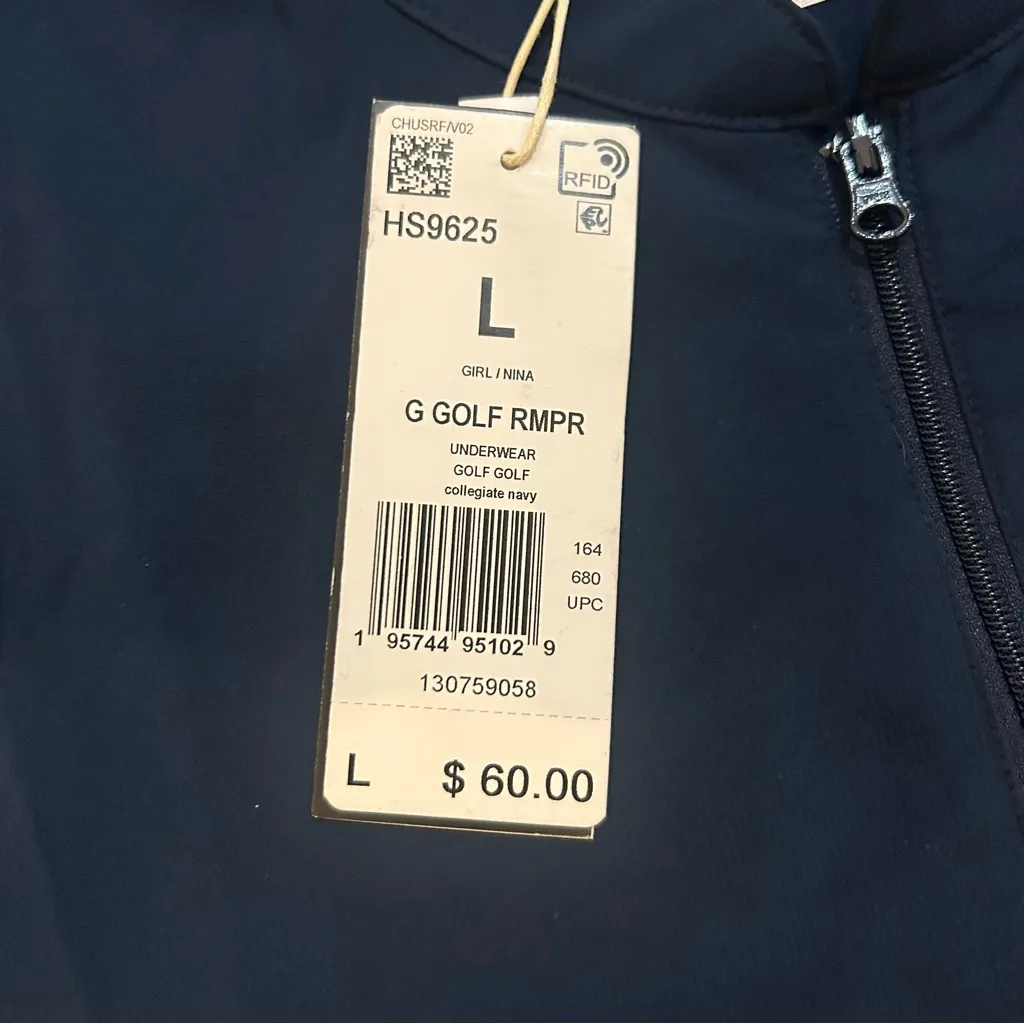 CHUSRF/V02
RFID
HS9625
L
GIRL / NINA
G GOLF RMPR
UNDERWEAR
GOLF GOLF
collegiate navy
164
680
UPC
1 95744 95102 9
130759058
L $ 60.00